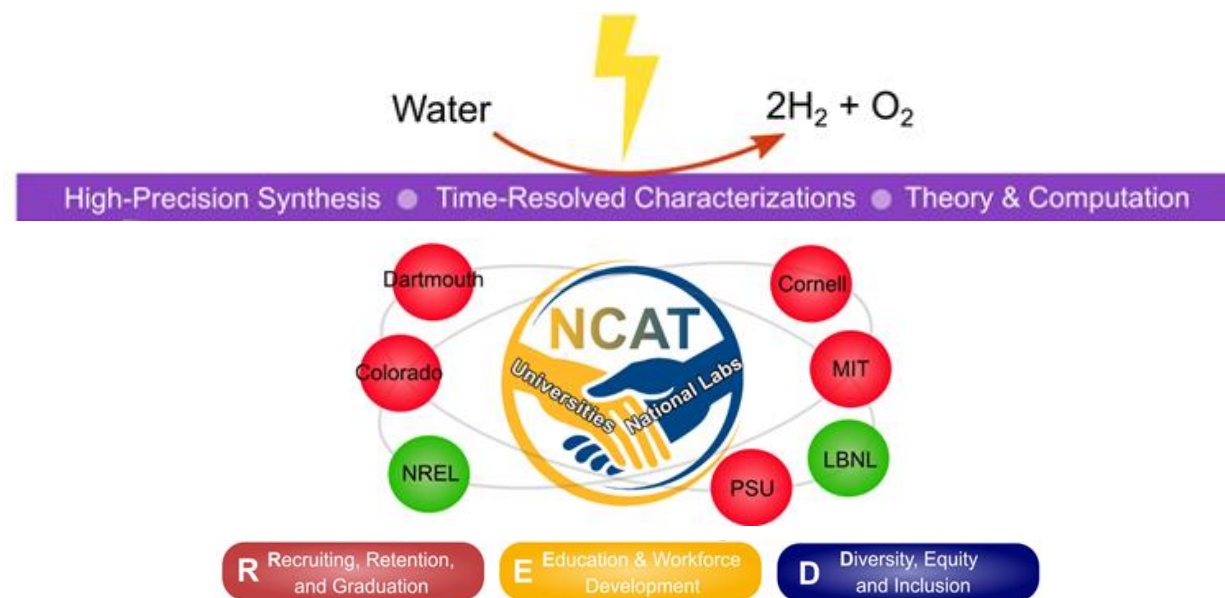 Water
2H₂ + O₂
High-Precision Synthesis ● Time-Resolved Characterizations ● Theory & Computation
Dartmouth
Cornell
NCAT
Universities
National Labs
Colorado
MIT
NREL
LBNL
PSU
R Recruiting, Retention,
and Graduation
E Education & Workforce
Development
D Diversity, Equity
and Inclusion